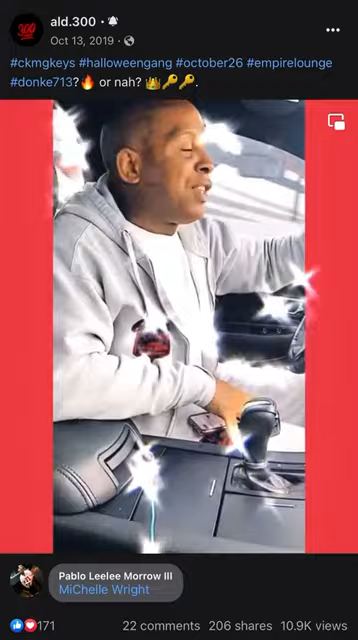 ald.300
Oct 13, 2019
#ckmgkeys #halloweengang #october26 #empirelounge
#donke713?🔥 or nah? 👑🔑🔑.
Pablo Leelee Morrow III
MiChelle Wright
171
22 comments 206 shares 10.9K views